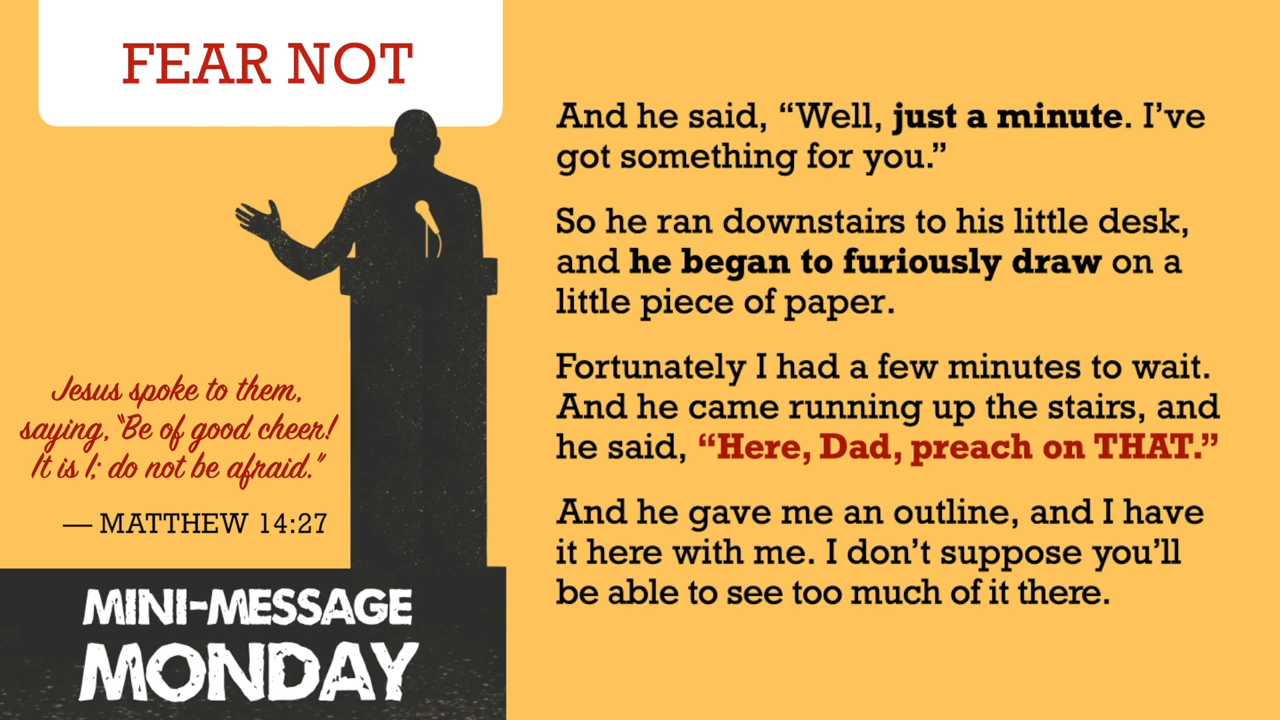 FEAR NOT
Jesus spoke to them,
saying, “Be of good cheer!
It is I; do not be afraid.”
— MATTHEW 14:27
MINI-MESSAGE
MONDAY
And he said, “Well, just a minute. I’ve
got something for you.”
So he ran downstairs to his little desk,
and he began to furiously draw on a
little piece of paper.
Fortunately I had a few minutes to wait.
And he came running up the stairs, and
he said, “Here, Dad, preach on THAT.”
And he gave me an outline, and I have
it here with me. I don’t suppose you’ll
be able to see too much of it there.